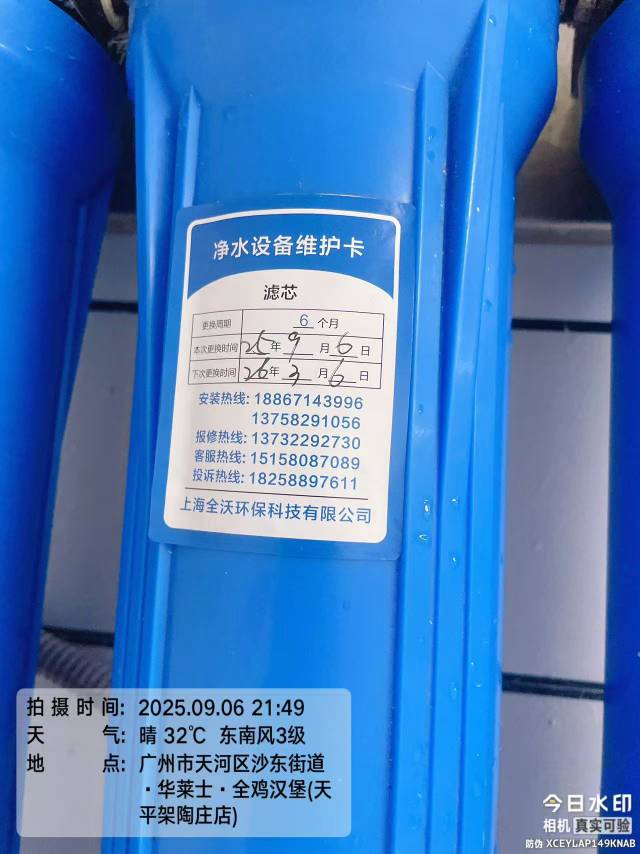 净水设备维护卡
滤芯
更换周期 6 个月
本次更换时间 25年 9 月 6 日
下次更换时间 26年 3 月 6 日
安装热线: 18867143996
13758291056
报修热线: 13732292730
客服热线: 15158087089
投诉热线: 18258897611
上海全沃环保科技有限公司
拍摄时间: 2025.09.06 21:49
天气: 晴 32℃ 东南风3级
地点: 广州市天河区沙东街道
·华莱士·全鸡汉堡(天
平架陶庄店)
今日水印
相机 真实可验
防伪 XCEYLAP149KNAB